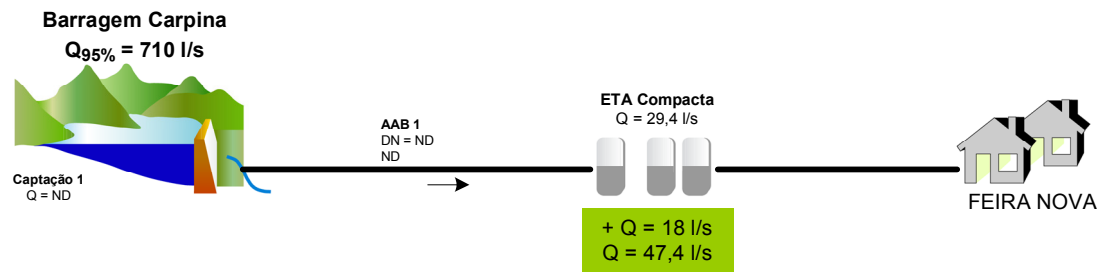 Barragem Carpina
Q95% = 710 l/s
Captação 1
Q = ND
AAB 1
DN = ND
ND
ETA Compacta
Q = 29,4 l/s
+ Q = 18 l/s
Q = 47,4 l/s
FEIRA NOVA